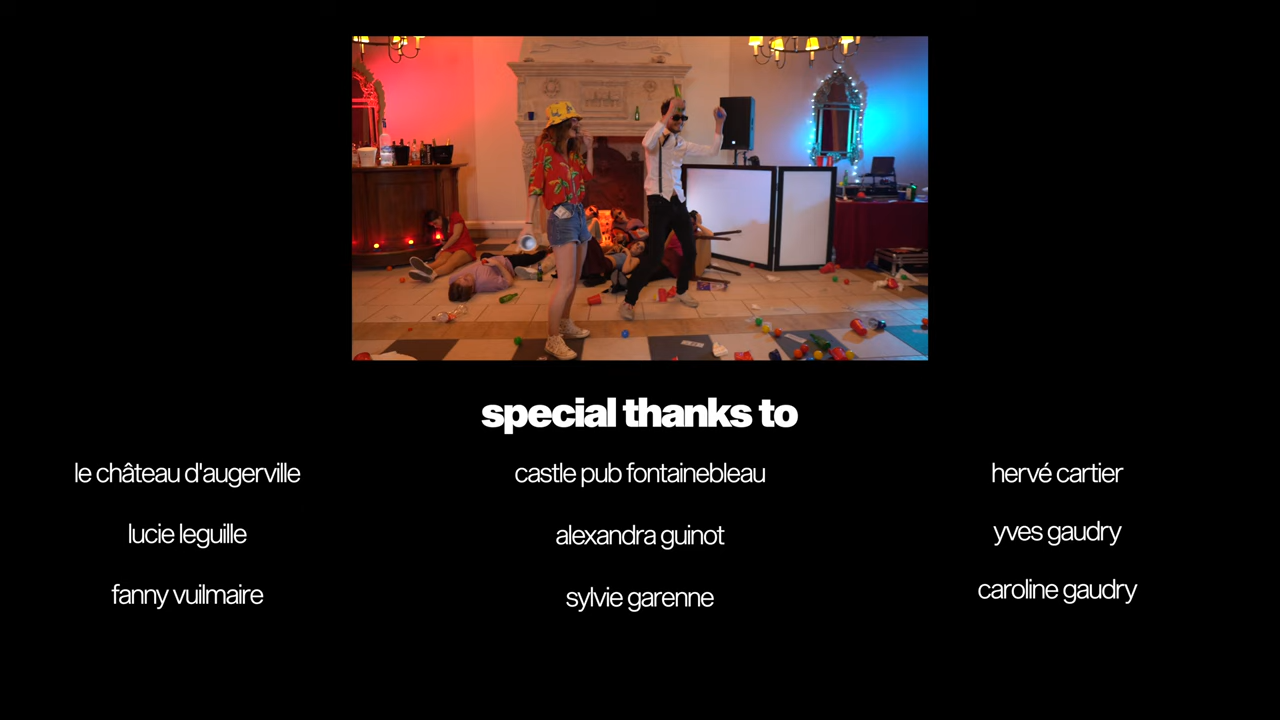 special thanks to
le château d'augerville
lucie leguille
fanny vuilmaire
castle pub fontainebleau
alexandra guinot
sylvie garenne
hervé cartier
yves gaudry
caroline gaudry